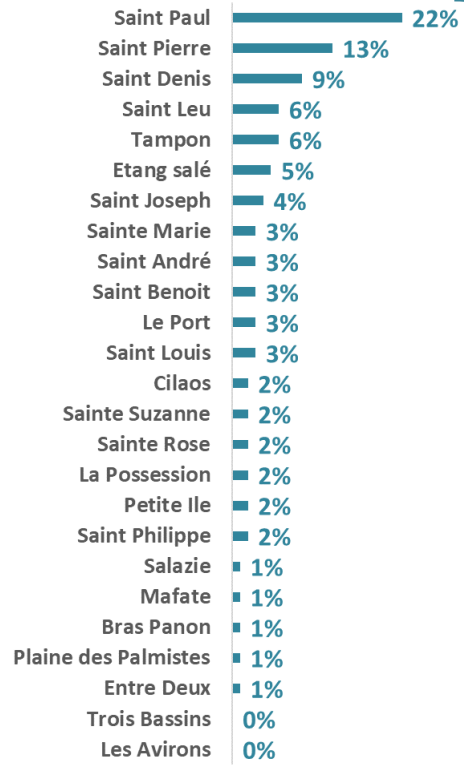 Saint Paul 22%
Saint Pierre 13%
Saint Denis 9%
Saint Leu 6%
Tampon 6%
Etang salé 5%
Saint Joseph 4%
Sainte Marie 3%
Saint André 3%
Saint Benoit 3%
Le Port 3%
Saint Louis 3%
Cilaos 2%
Sainte Suzanne 2%
Sainte Rose 2%
La Possession 2%
Petite Ile 2%
Saint Philippe 2%
Salazie 1%
Mafate 1%
Bras Panon 1%
Plaine des Palmistes 1%
Entre Deux 1%
Trois Bassins 0%
Les Avirons 0%